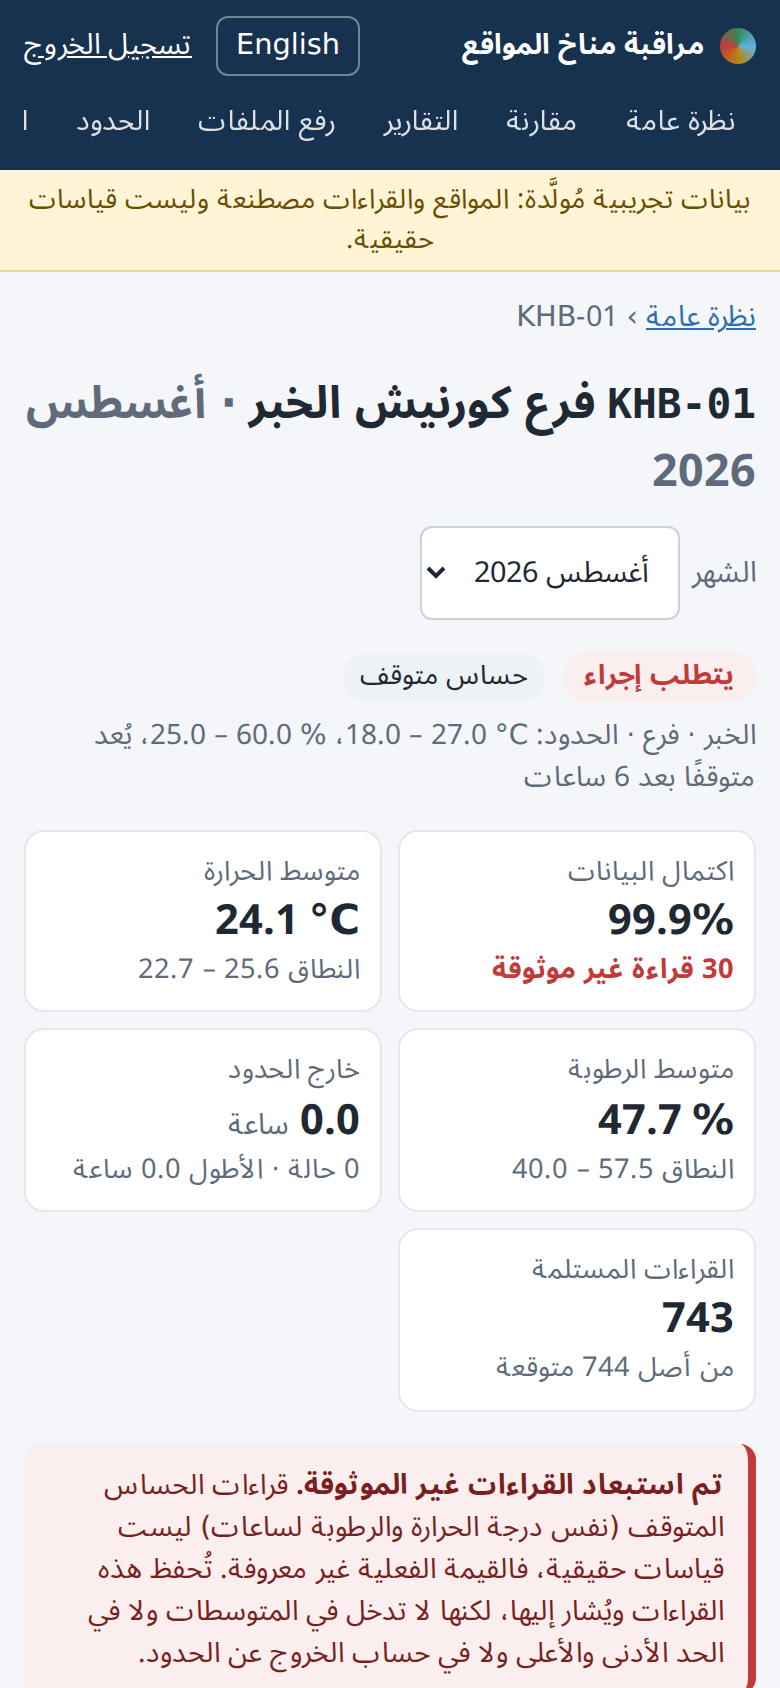 مراقبة مناخ المواقع
English
تسجيل الخروج
نظرة عامة
مقارنة
التقارير
رفع الملفات
الحدود
ا
بيانات تجريبية مُولَّدة: المواقع والقراءات مصطنعة وليست قياسات
حقيقية.
نظرة عامة › KHB-01
KHB-01 فرع كورنيش الخبر · أغسطس
2026
الشهر
أغسطس 2026
يتطلب إجراء
حساس متوقف
الخبر · فرع · الحدود: 18.0 – 27.0 °C، 25.0 – 60.0 %، يُعد
متوقفًا بعد 6 ساعات
اكتمال البيانات
99.9%
30 قراءة غير موثوقة
متوسط الحرارة
24.1 °C
النطاق 22.7 – 25.6
متوسط الرطوبة
47.7 %
النطاق 40.0 – 57.5
خارج الحدود
0.0 ساعة
0 حالة · الأطول 0.0 ساعة
القراءات المستلمة
743
من أصل 744 متوقعة
تم استبعاد القراءات غير الموثوقة. قراءات الحساس
المتوقف (نفس درجة الحرارة والرطوبة لساعات) ليست
قياسات حقيقية، فالقيمة الفعلية غير معروفة. تُحفظ هذه
القراءات ويُشار إليها، لكنها لا تدخل في المتوسطات ولا في
الحد الأدنى والأعلى ولا في حساب الخروج عن الحدود.